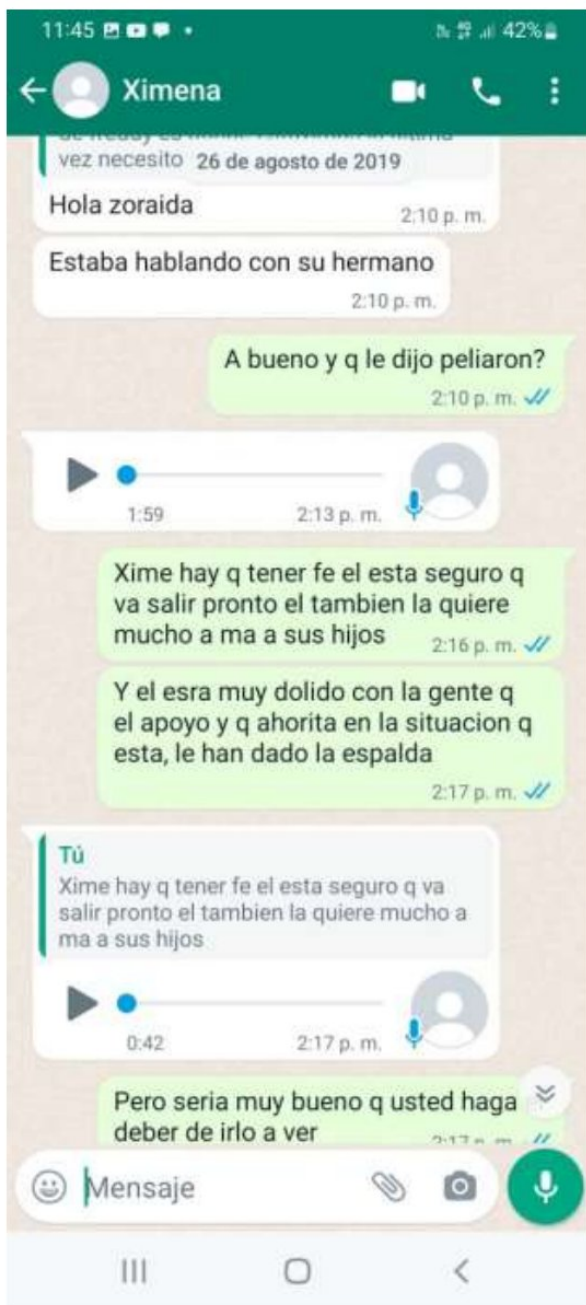 11:45
42%
Ximena
vez necesito
26 de agosto de 2019
Hola zoraida
2:10 p. m.
Estaba hablando con su hermano
2:10 p. m.
A bueno y q le dijo peliaron?
2:10 p. m.
1:59
2:13 p. m.
Xime hay q tener fe el esta seguro q
va salir pronto el tambien la quiere
mucho a ma a sus hijos
2:16 p. m.
Y el esra muy dolido con la gente q
el apoyo y q ahorita en la situacion q
esta, le han dado la espalda
2:17 p. m.
Tú
Xime hay q tener fe el esta seguro q va
salir pronto el tambien la quiere mucho a
ma a sus hijos
0:42
2:17 p. m.
Pero seria muy bueno q usted haga
deber de irlo a ver
2:17 p. m.
Mensaje